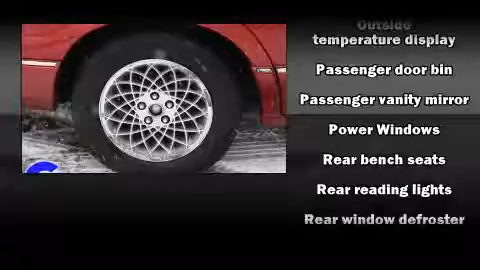 Outside
temperature display
Passenger door bin
Passenger vanity mirror
Power Windows
Rear bench seats
Rear reading lights
Rear window defroster